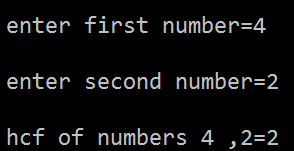 enter first number=4
enter second number=2
hcf of numbers 4 ,2=2